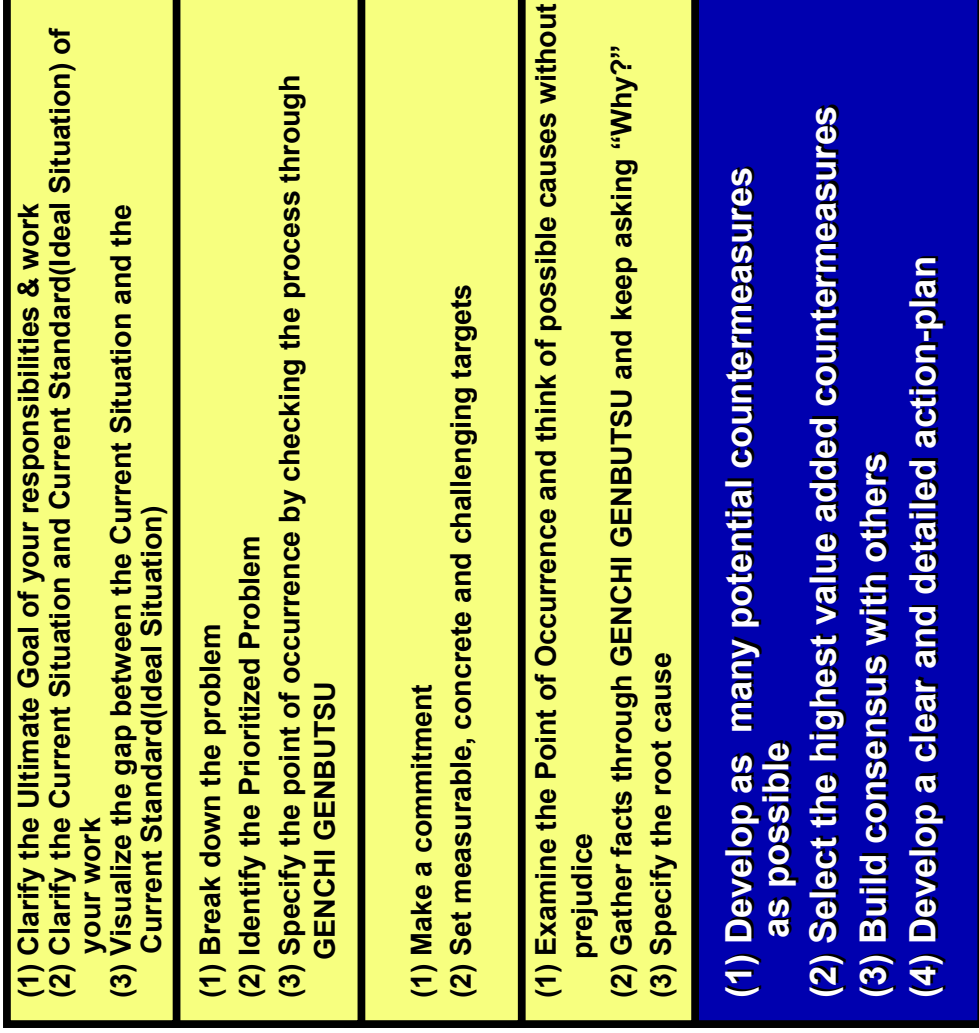 (1) Clarify the Ultimate Goal of your responsibilities & work
(2) Clarify the Current Situation and Current Standard(Ideal Situation) of
your work
(3) Visualize the gap between the Current Situation and the
Current Standard(Ideal Situation)
(1) Break down the problem
(2) Identify the Prioritized Problem
(3) Specify the point of occurrence by checking the process through
GENCHI GENBUTSU
(1) Make a commitment
(2) Set measurable, concrete and challenging targets
(1) Examine the Point of Occurrence and think of possible causes without
prejudice
(2) Gather facts through GENCHI GENBUTSU and keep asking “Why?”
(3) Specify the root cause
(1) Develop as many potential countermeasures
as possible
(2) Select the highest value added countermeasures
(3) Build consensus with others
(4) Develop a clear and detailed action-plan